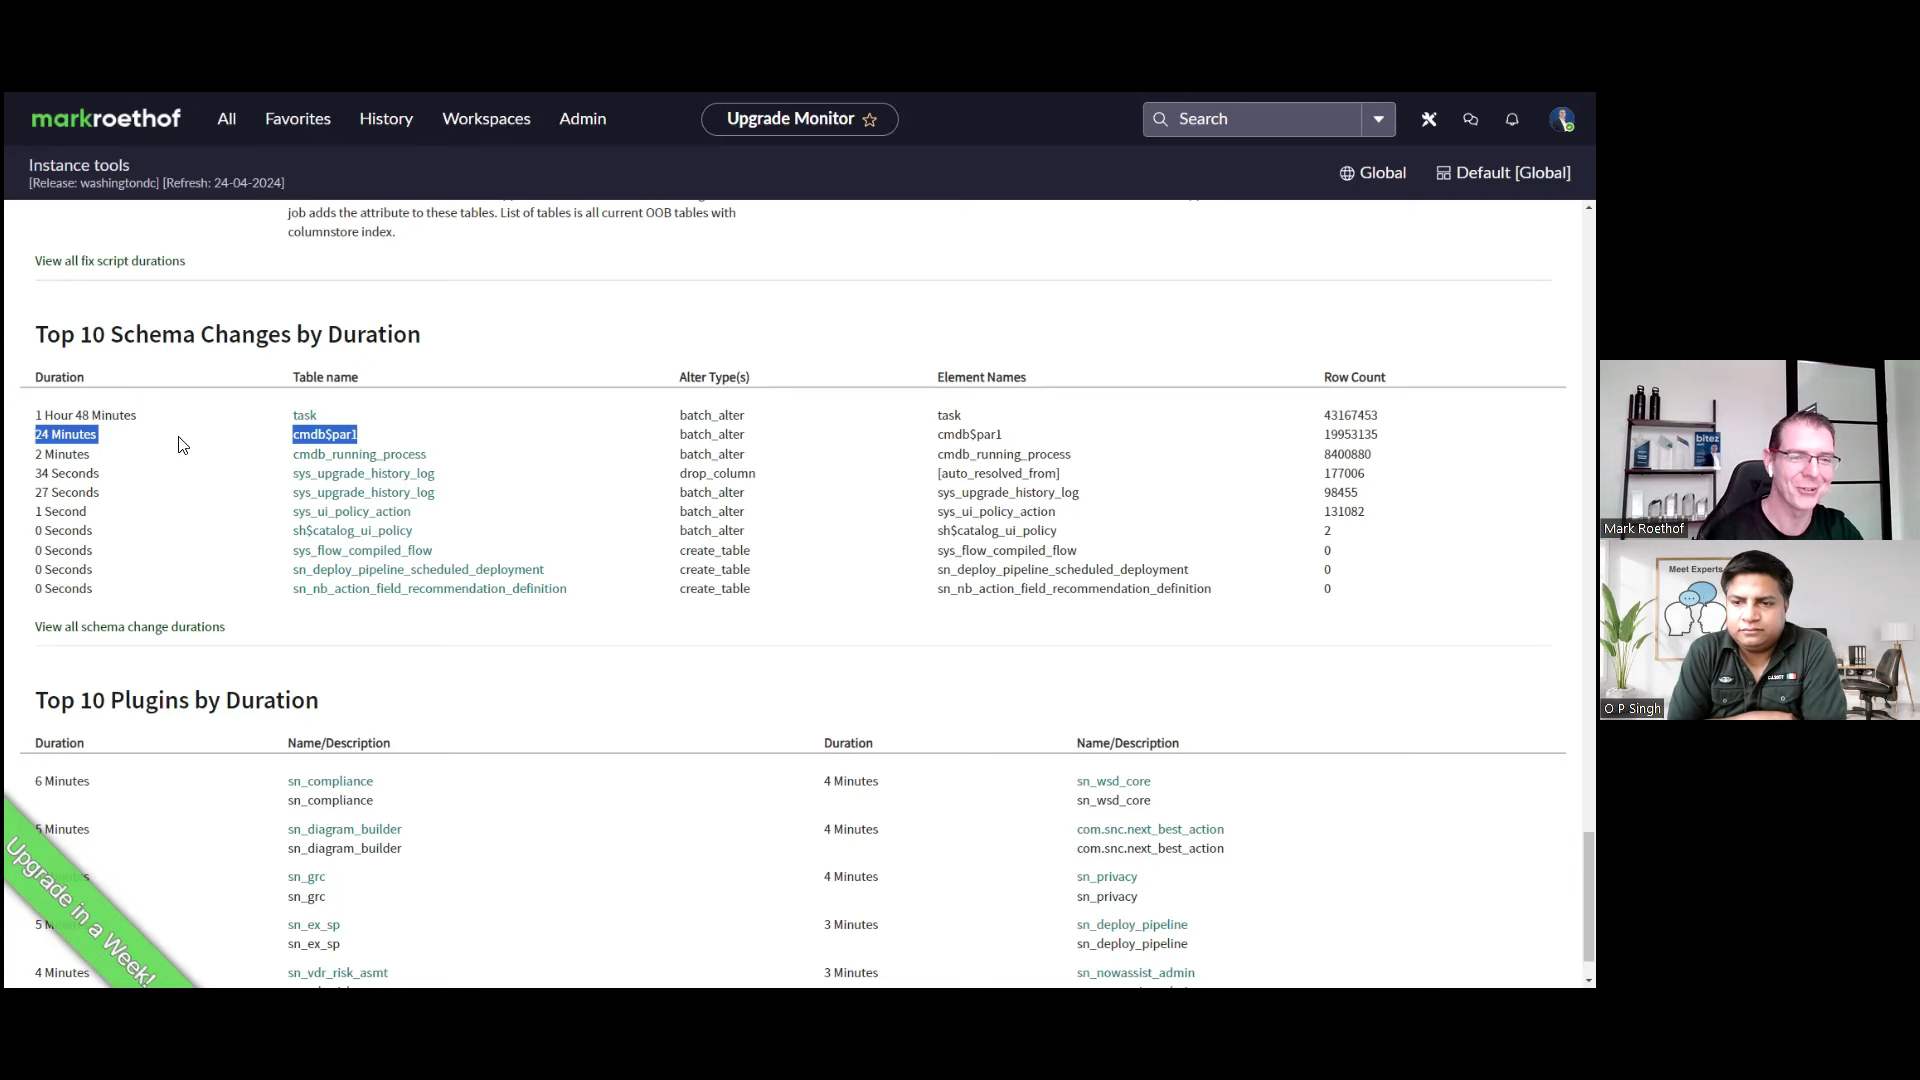 markroethof All Favorites History Workspaces Admin Upgrade Monitor Search
Instance tools
[Release: washingtondc] [Refresh: 24-04-2024] Global Default [Global]
job adds the attribute to these tables. List of tables is all current OOB tables with
columnstore index.
View all fix script durations
Top 10 Schema Changes by Duration
Duration Table name Alter Type(s) Element Names Row Count
1 Hour 48 Minutes task batch_alter task 43167453
24 Minutes cmdb$par1 batch_alter cmdb$par1 19953135
2 Minutes cmdb_running_process batch_alter cmdb_running_process 8400880
34 Seconds sys_upgrade_history_log drop_column [auto_resolved_from] 177006
27 Seconds sys_upgrade_history_log batch_alter sys_upgrade_history_log 98455
1 Second sys_ui_policy_action batch_alter sys_ui_policy_action 131082
0 Seconds sh$catalog_ui_policy batch_alter sh$catalog_ui_policy 2
0 Seconds sys_flow_compiled_flow create_table sys_flow_compiled_flow 0
0 Seconds sn_deploy_pipeline_scheduled_deployment create_table sn_deploy_pipeline_scheduled_deployment 0
0 Seconds sn_nb_action_field_recommendation_definition create_table sn_nb_action_field_recommendation_definition 0
View all schema change durations
Top 10 Plugins by Duration
Duration Name/Description Duration Name/Description
6 Minutes sn_compliance 4 Minutes sn_wsd_core
sn_compliance sn_wsd_core
5 Minutes sn_diagram_builder 4 Minutes com.snc.next_best_action
sn_diagram_builder com.snc.next_best_action
sn_grc 4 Minutes sn_privacy
sn_grc sn_privacy
5 M sn_ex_sp 3 Minutes sn_deploy_pipeline
sn_ex_sp sn_deploy_pipeline
4 Minutes sn_vdr_risk_asmt 3 Minutes sn_nowassist_admin
Upgrade in a Week!
bitez
Mark Roethof
Meet Experts
O P Singh